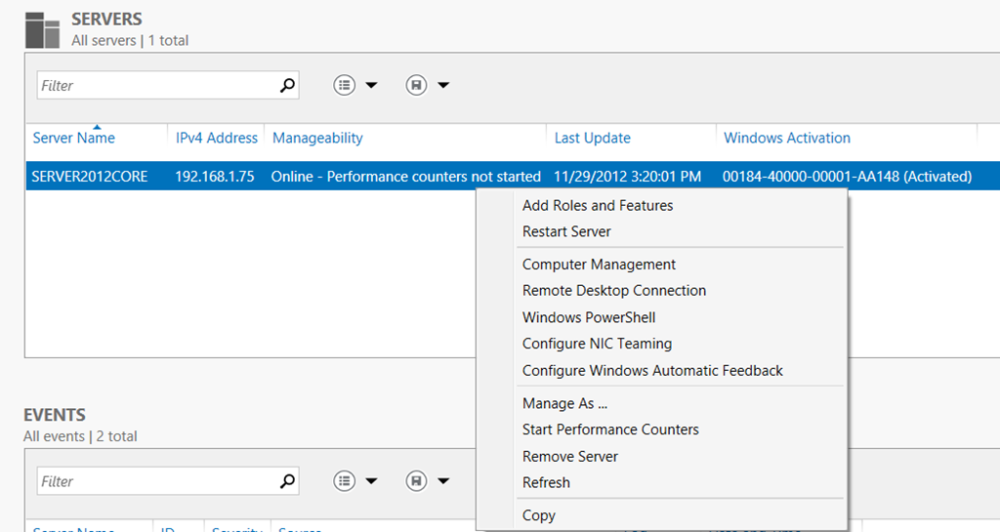 SERVERS
All servers | 1 total
Filter
Server Name IPv4 Address Manageability Last Update Windows Activation
SERVER2012CORE 192.168.1.75 Online - Performance counters not started 11/29/2012 3:20:01 PM 00184-40000-00001-AA148 (Activated)
Add Roles and Features
Restart Server
Computer Management
Remote Desktop Connection
Windows PowerShell
Configure NIC Teaming
Configure Windows Automatic Feedback
Manage As ...
Start Performance Counters
Remove Server
Refresh
Copy
EVENTS
All events | 2 total
Filter
Server Name ID Severity Source Log Date and Time